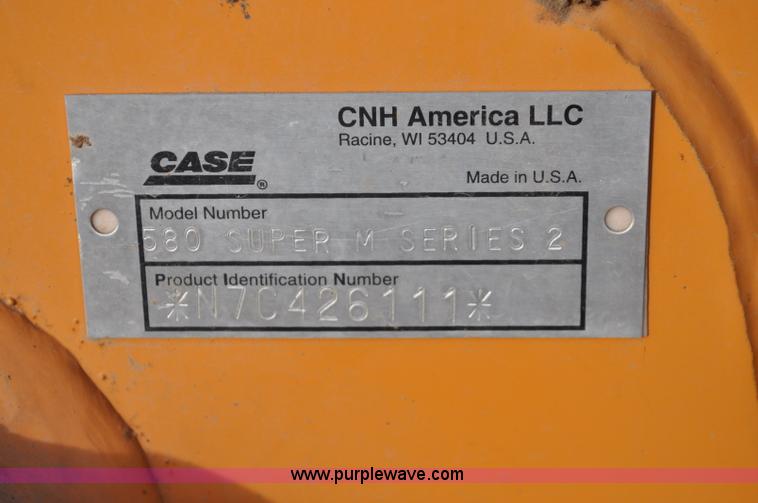 CNH America LLC
Racine, WI 53404 U.S.A.
CASE®
Made in U.S.A.
Model Number
580 SUPER M SERIES 2
Product Identification Number
*N7C426111*
www.purplewave.com